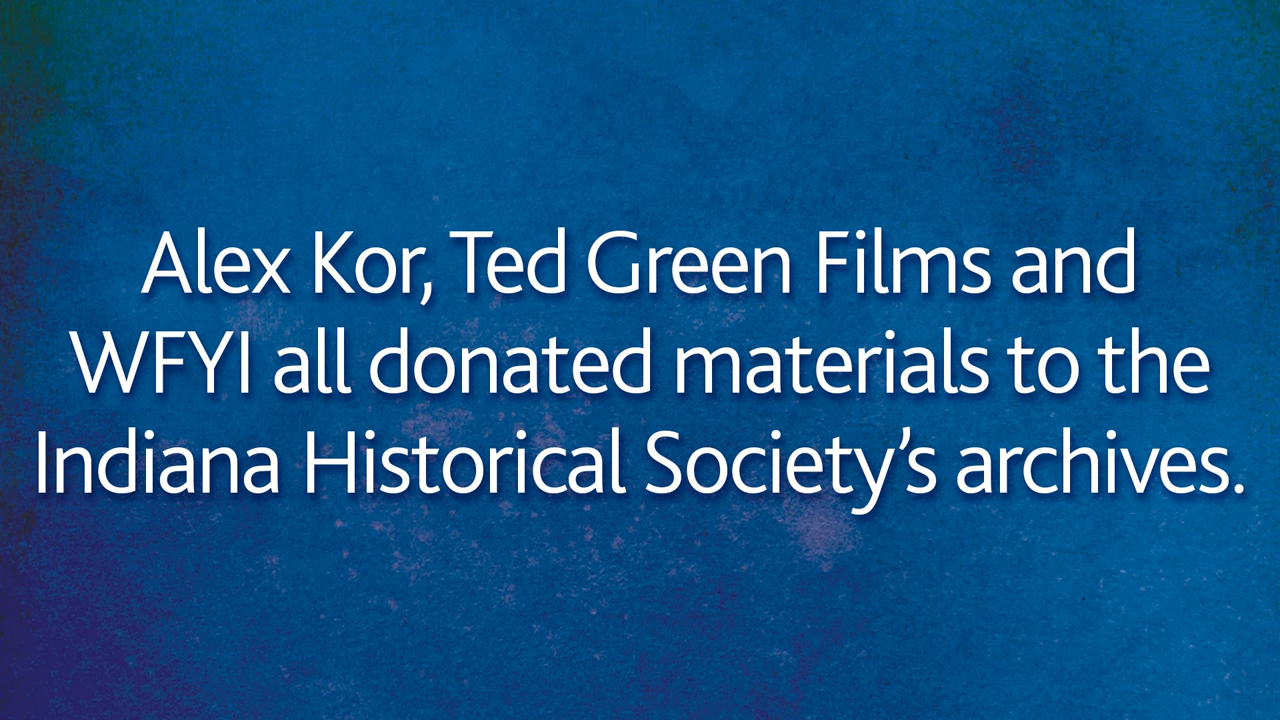 Alex Kor, Ted Green Films and
WFYI all donated materials to the
Indiana Historical Society’s archives.